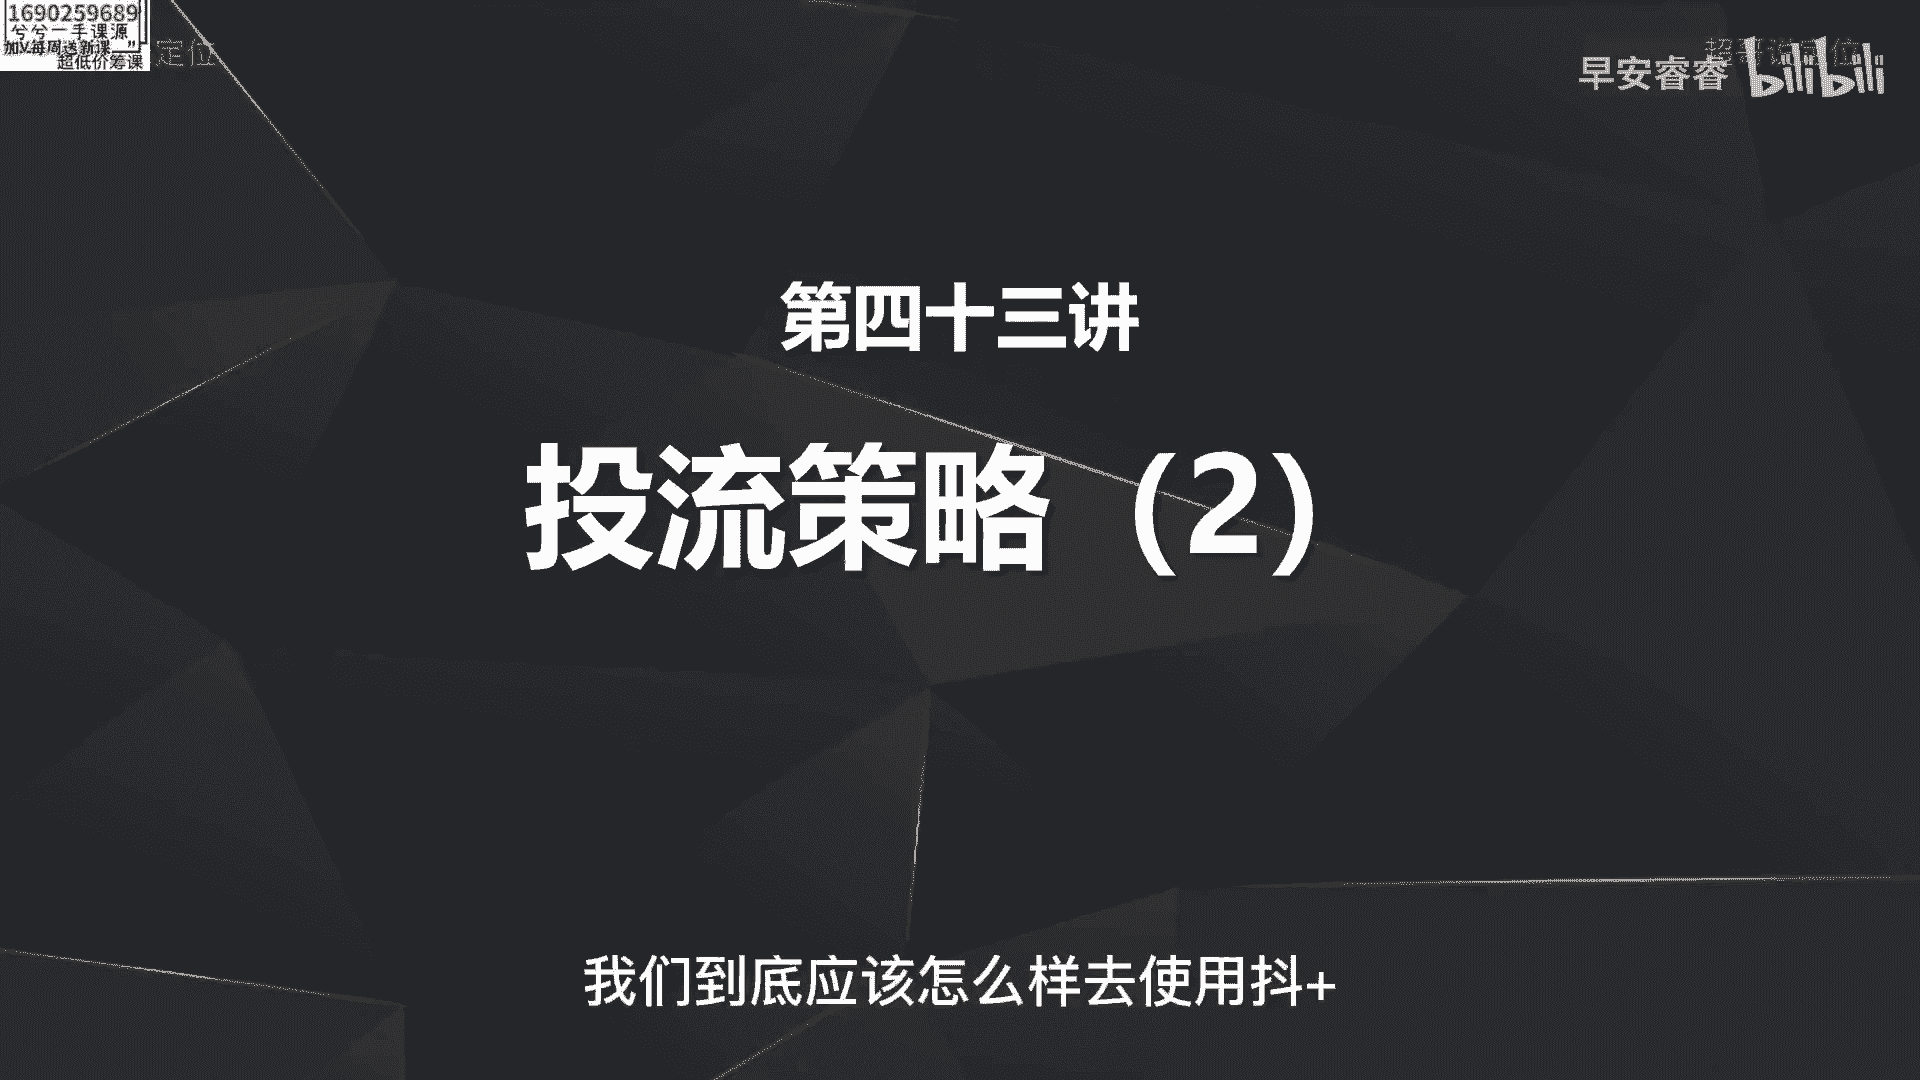 1690259689
兮兮一手课源
加V每周送新课
超低价筹课
定位
早安睿睿 bilibili
第四十三讲
投流策略（2）
我们到底应该怎么样去使用抖+